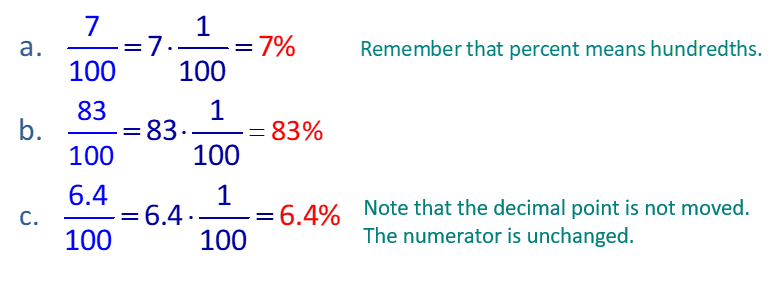 a. 7/100 = 7 · 1/100 = 7% Remember that percent means hundredths.
b. 83/100 = 83 · 1/100 = 83%
c. 6.4/100 = 6.4 · 1/100 = 6.4% Note that the decimal point is not moved.
The numerator is unchanged.